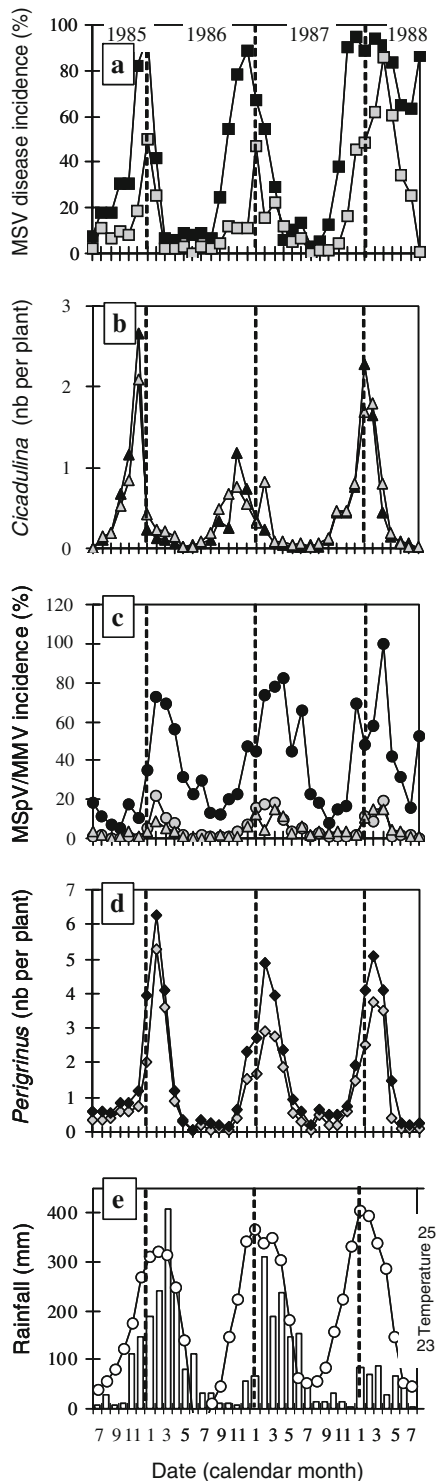 1985 1986 1987 1988
a
MSV disease incidence (%)
100
80
60
40
20
0
b
Cicadulina (nb per plant)
3
2
1
0
c
MSpV/MMV incidence (%)
120
100
80
60
40
20
0
d
Perigrinus (nb per plant)
7
6
5
4
3
2
1
0
e
Rainfall (mm)
400
300
200
100
0
25
23
Temperature
7 9 11 1 3 5 7 9 11 1 3 5 7 9 11 1 3 5 7
Date (calendar month)